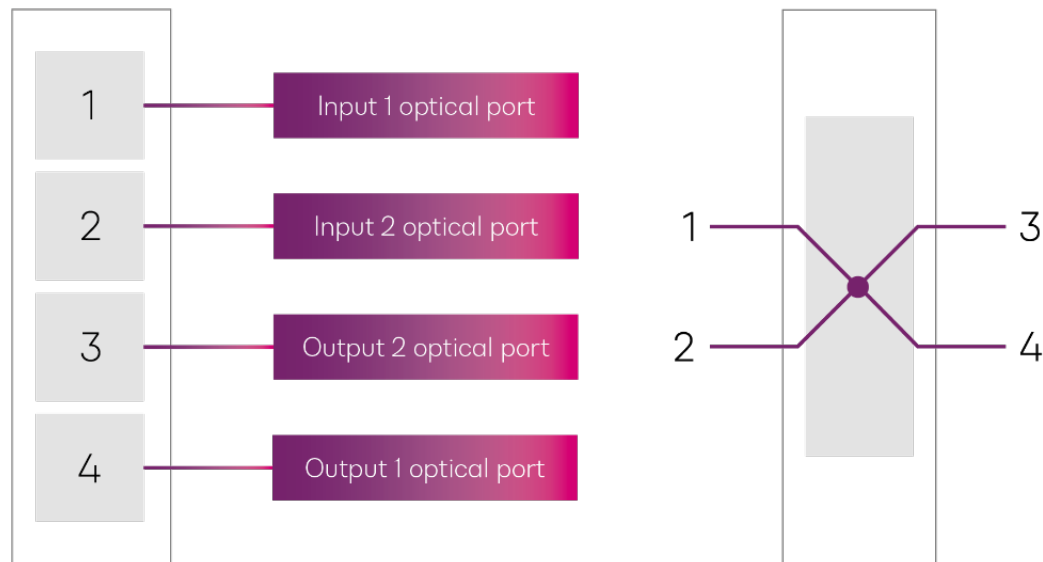 1
Input 1 optical port
2
Input 2 optical port
3
Output 2 optical port
4
Output 1 optical port
1
3
2
4